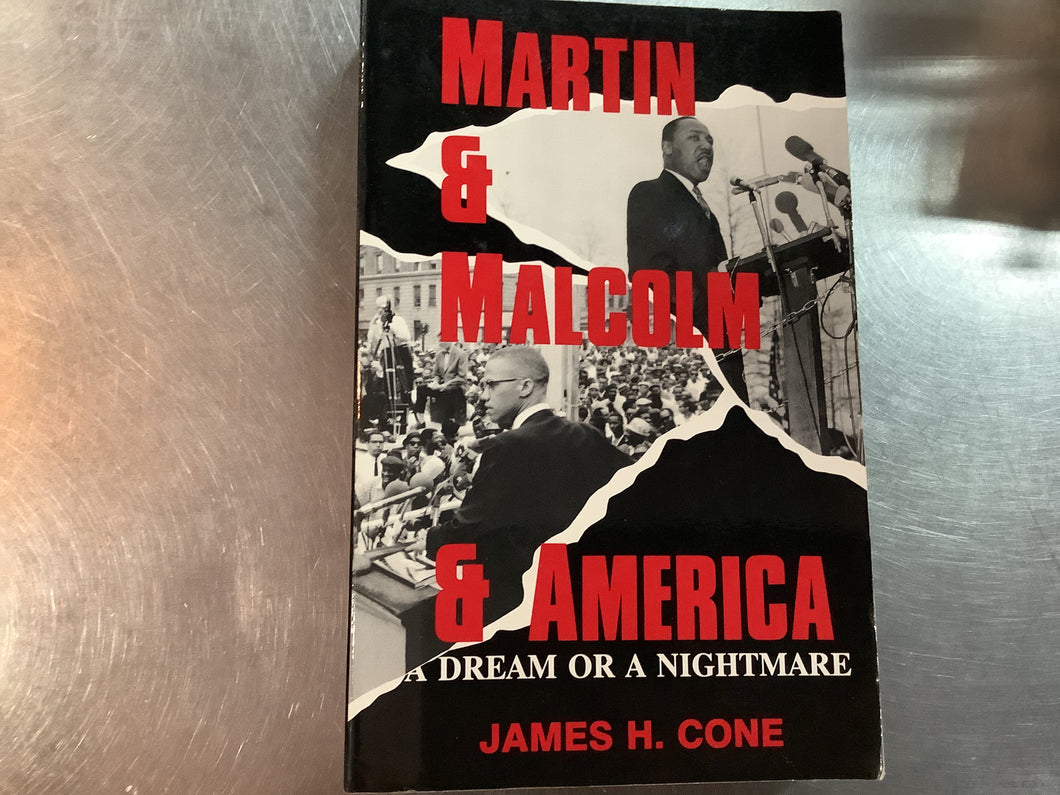 MARTIN
&
MALCOLM
& AMERICA
A DREAM OR A NIGHTMARE
JAMES H. CONE